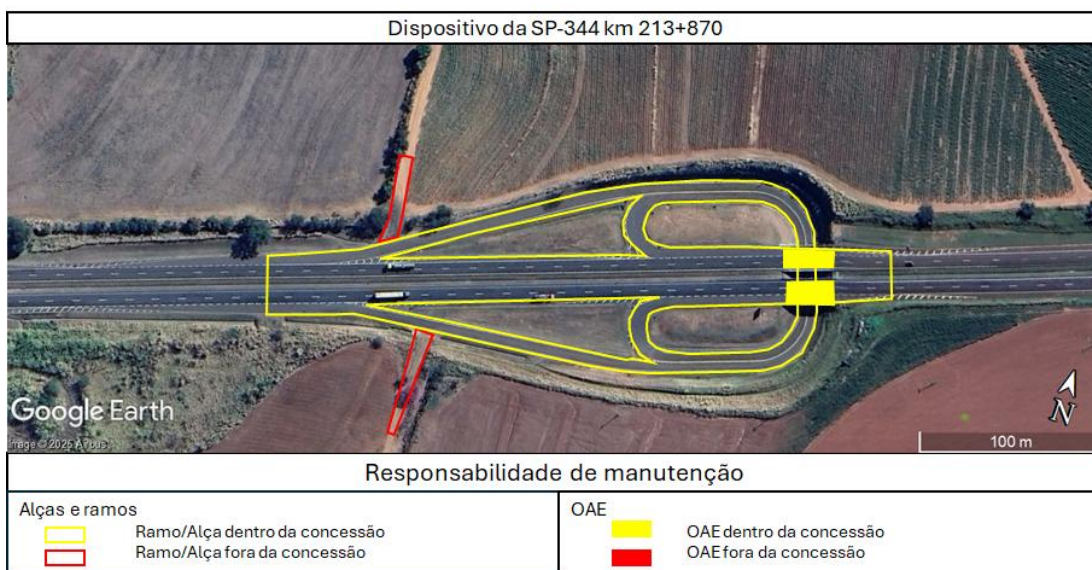 Dispositivo da SP-344 km 213+870
Google Earth
Image © 2025 Airbus
N
100 m
Responsabilidade de manutenção
Alças e ramos
Ramo/Alça dentro da concessão
Ramo/Alça fora da concessão
OAE
OAE dentro da concessão
OAE fora da concessão